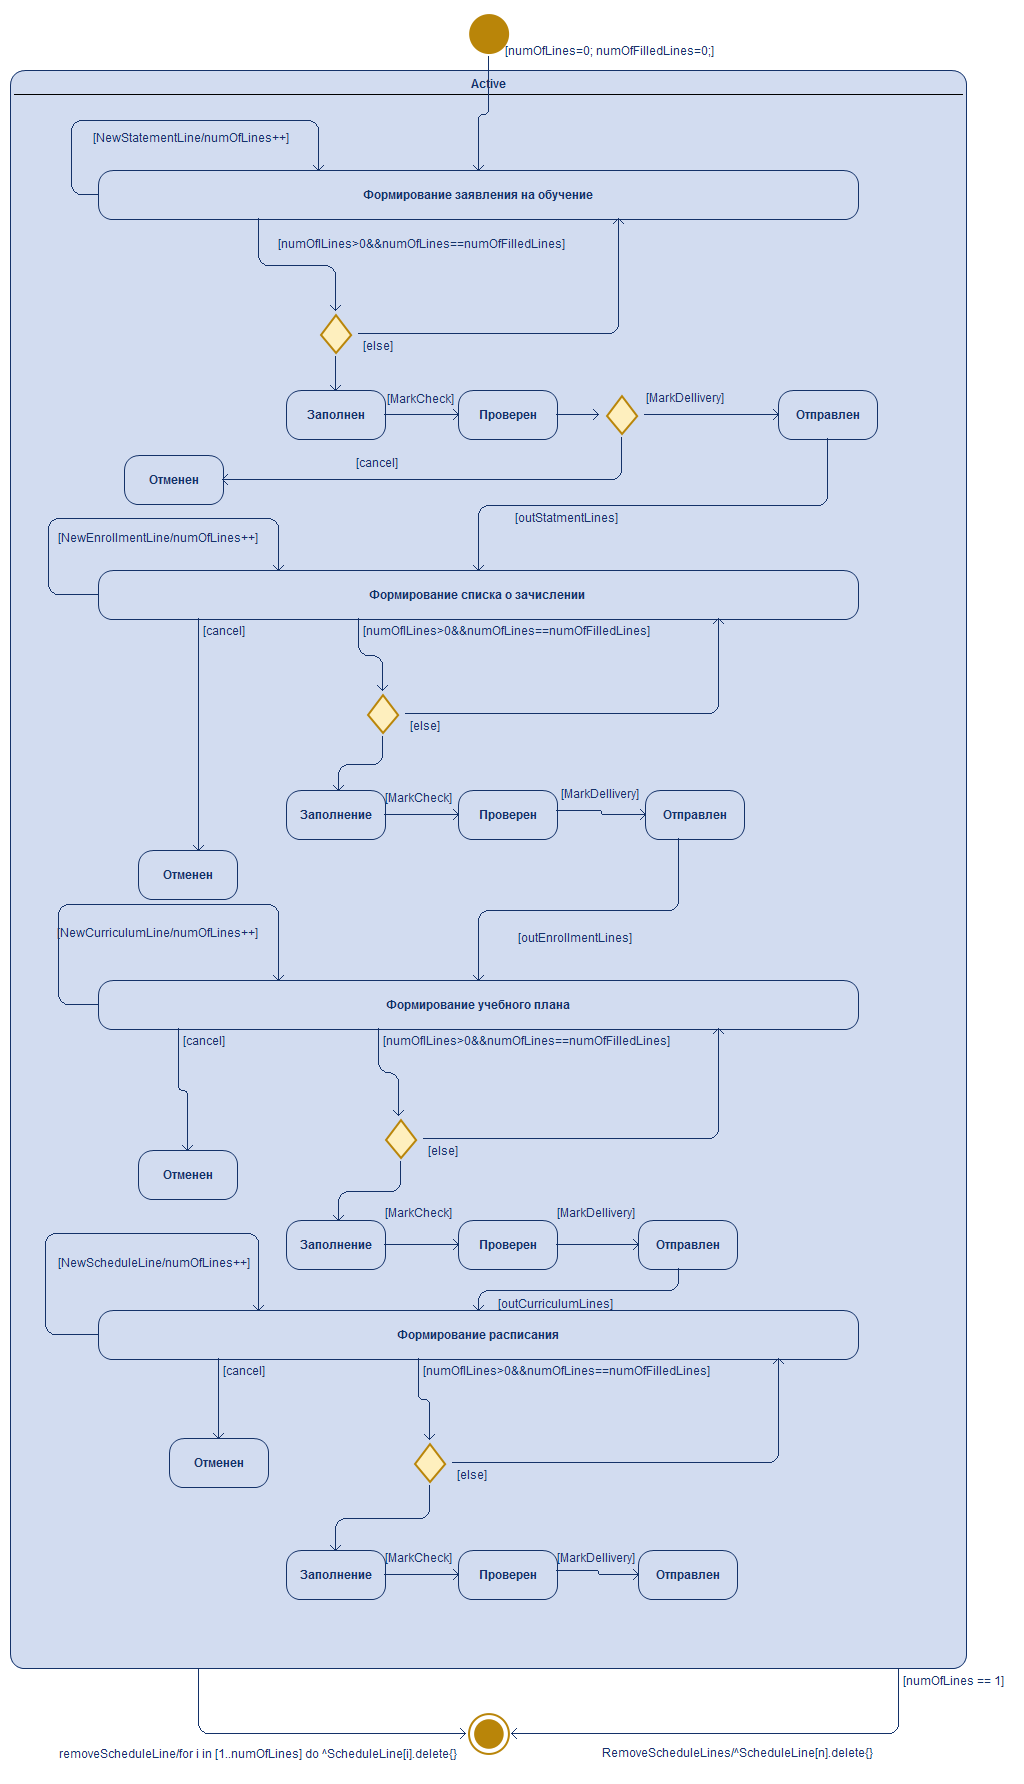 [numOfLines=0; numOfFilledLines=0;]
Active
[NewStatementLine/numOfLines++]
Формирование заявления на обучение
[numOflLines>0&&numOfLines==numOfFilledLines]
[else]
Заполнен
[MarkCheck]
Проверен
[MarkDellivery]
Отправлен
[cancel]
Отменен
[outStatmentLines]
[NewEnrollmentLine/numOfLines++]
Формирование списка о зачислении
[cancel]
[numOflLines>0&&numOfLines==numOfFilledLines]
[else]
Заполнение
[MarkCheck]
Проверен
[MarkDellivery]
Отправлен
Отменен
[NewCurriculumLine/numOfLines++]
[outEnrollmentLines]
Формирование учебного плана
[cancel]
[numOflLines>0&&numOfLines==numOfFilledLines]
[else]
Отменен
Заполнение
[MarkCheck]
Проверен
[MarkDellivery]
Отправлен
[NewScheduleLine/numOfLines++]
[outCurriculumLines]
Формирование расписания
[cancel]
[numOflLines>0&&numOfLines==numOfFilledLines]
Отменен
[else]
Заполнение
[MarkCheck]
Проверен
[MarkDellivery]
Отправлен
[numOfLines == 1]
removeScheduleLine/for i in [1..numOfLines] do ^ScheduleLine[i].delete{}
RemoveScheduleLines/^ScheduleLine[n].delete{}